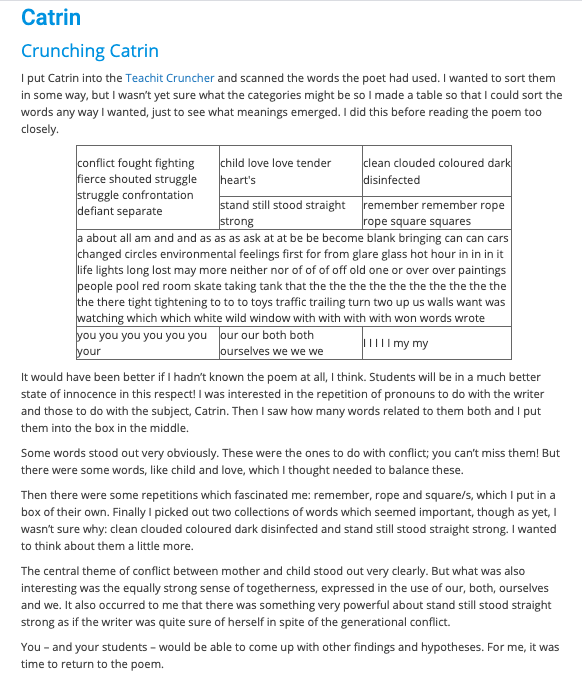 Catrin
Crunching Catrin
I put Catrin into the Teachit Cruncher and scanned the words the poet had used. I wanted to sort them
in some way, but I wasn't yet sure what the categories might be so I made a table so that I could sort the
words any way I wanted, just to see what meanings emerged. I did this before reading the poem too
closely.
conflict fought fighting
fierce shouted struggle
struggle confrontation
defiant separate
child love love tender
heart's
clean clouded coloured dark
disinfected
stand still stood straight
strong
remember remember rope
rope square squares
a about all am and and as as as ask at at be be become blank bringing can can cars
changed circles environmental feelings first for from glare glass hot hour in in in it
life lights long lost may more neither nor of of of off old one or over over paintings
people pool red room skate taking tank that the the the the the the the the the the
the there tight tightening to to to toys traffic trailing turn two up us walls want was
watching which which white wild window with with with with won words wrote
you you you you you you
your
our our both both
ourselves we we we
I I I I I my my
It would have been better if I hadn't known the poem at all, I think. Students will be in a much better
state of innocence in this respect! I was interested in the repetition of pronouns to do with the writer
and those to do with the subject, Catrin. Then I saw how many words related to them both and I put
them into the box in the middle.
Some words stood out very obviously. These were the ones to do with conflict; you can't miss them! But
there were some words, like child and love, which I thought needed to balance these.
Then there were some repetitions which fascinated me: remember, rope and square/s, which I put in a
box of their own. Finally I picked out two collections of words which seemed important, though as yet, I
wasn't sure why: clean clouded coloured dark disinfected and stand still stood straight strong. I wanted
to think about them a little more.
The central theme of conflict between mother and child stood out very clearly. But what was also
interesting was the equally strong sense of togetherness, expressed in the use of our, both, ourselves
and we. It also occurred to me that there was something very powerful about stand still stood straight
strong as if the writer was quite sure of herself in spite of the generational conflict.
You – and your students – would be able to come up with other findings and hypotheses. For me, it was
time to return to the poem.